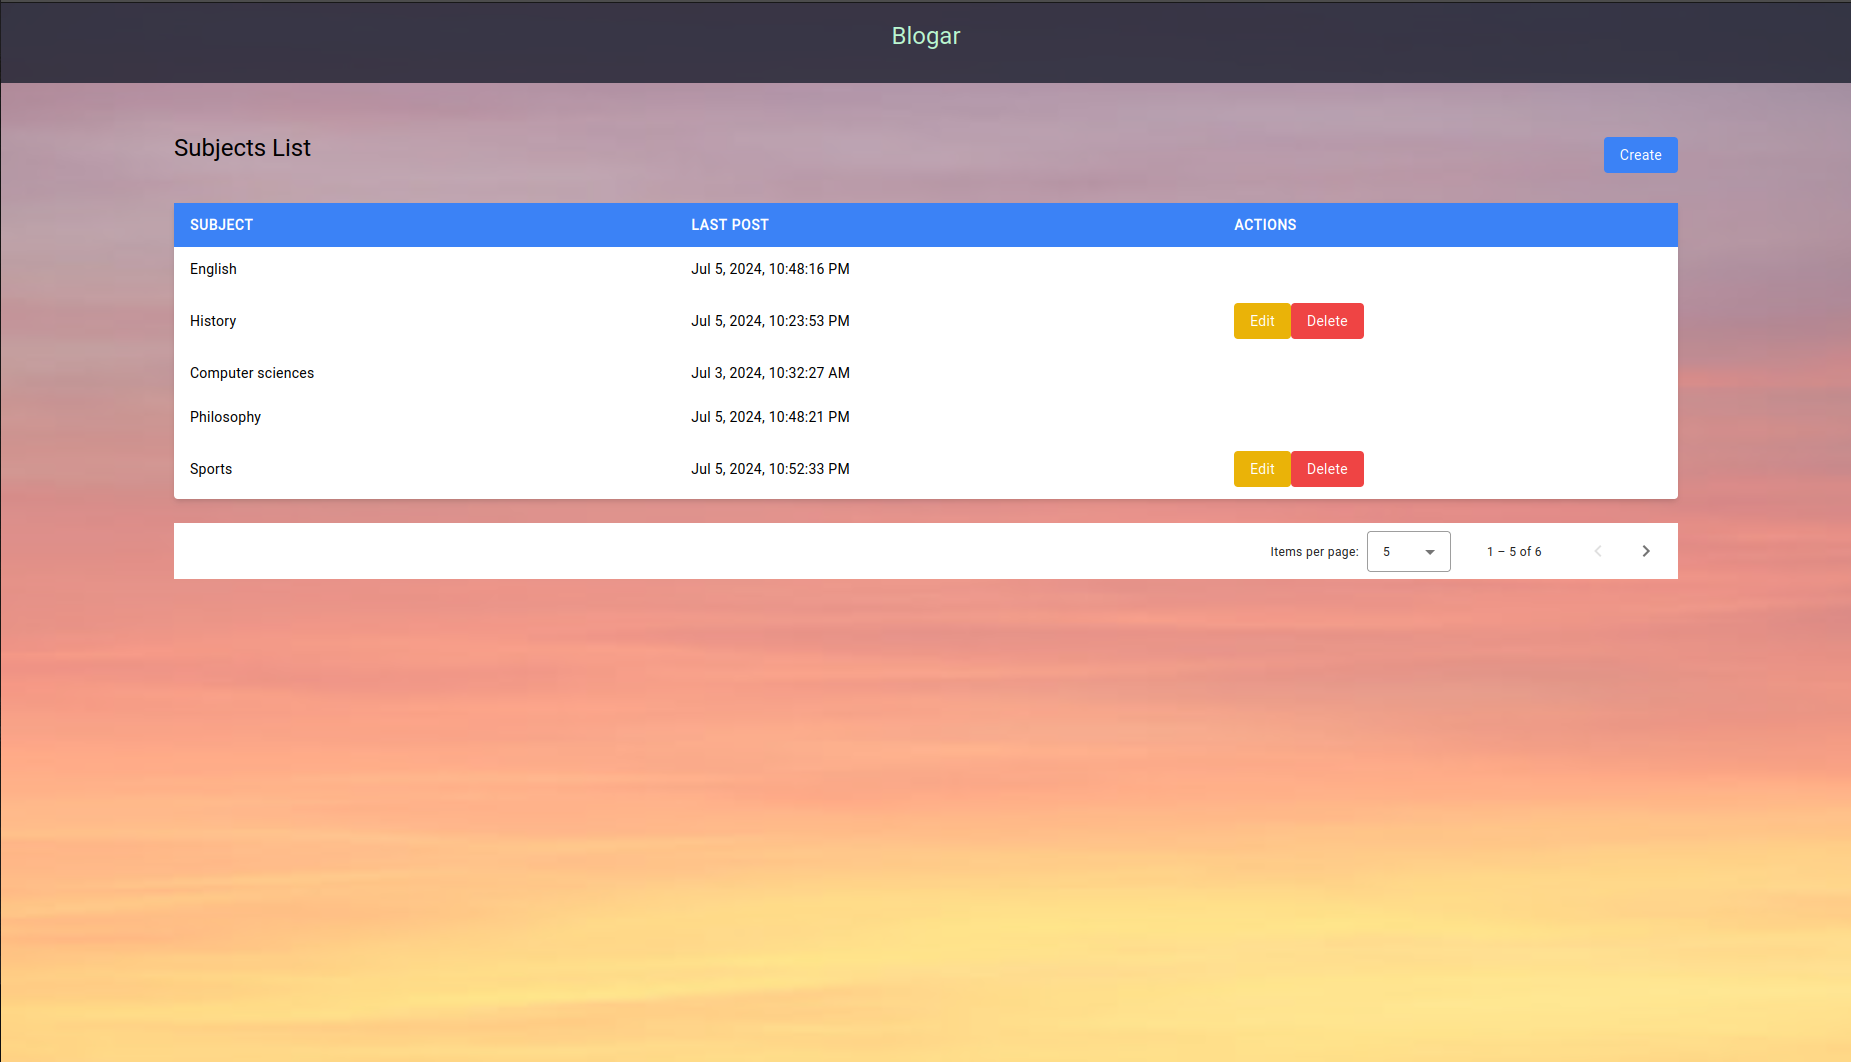 Blogar
Subjects List
Create
SUBJECT LAST POST ACTIONS
English Jul 5, 2024, 10:48:16 PM
History Jul 5, 2024, 10:23:53 PM Edit Delete
Computer sciences Jul 3, 2024, 10:32:27 AM
Philosophy Jul 5, 2024, 10:48:21 PM
Sports Jul 5, 2024, 10:52:33 PM Edit Delete
Items per page: 5 1 – 5 of 6